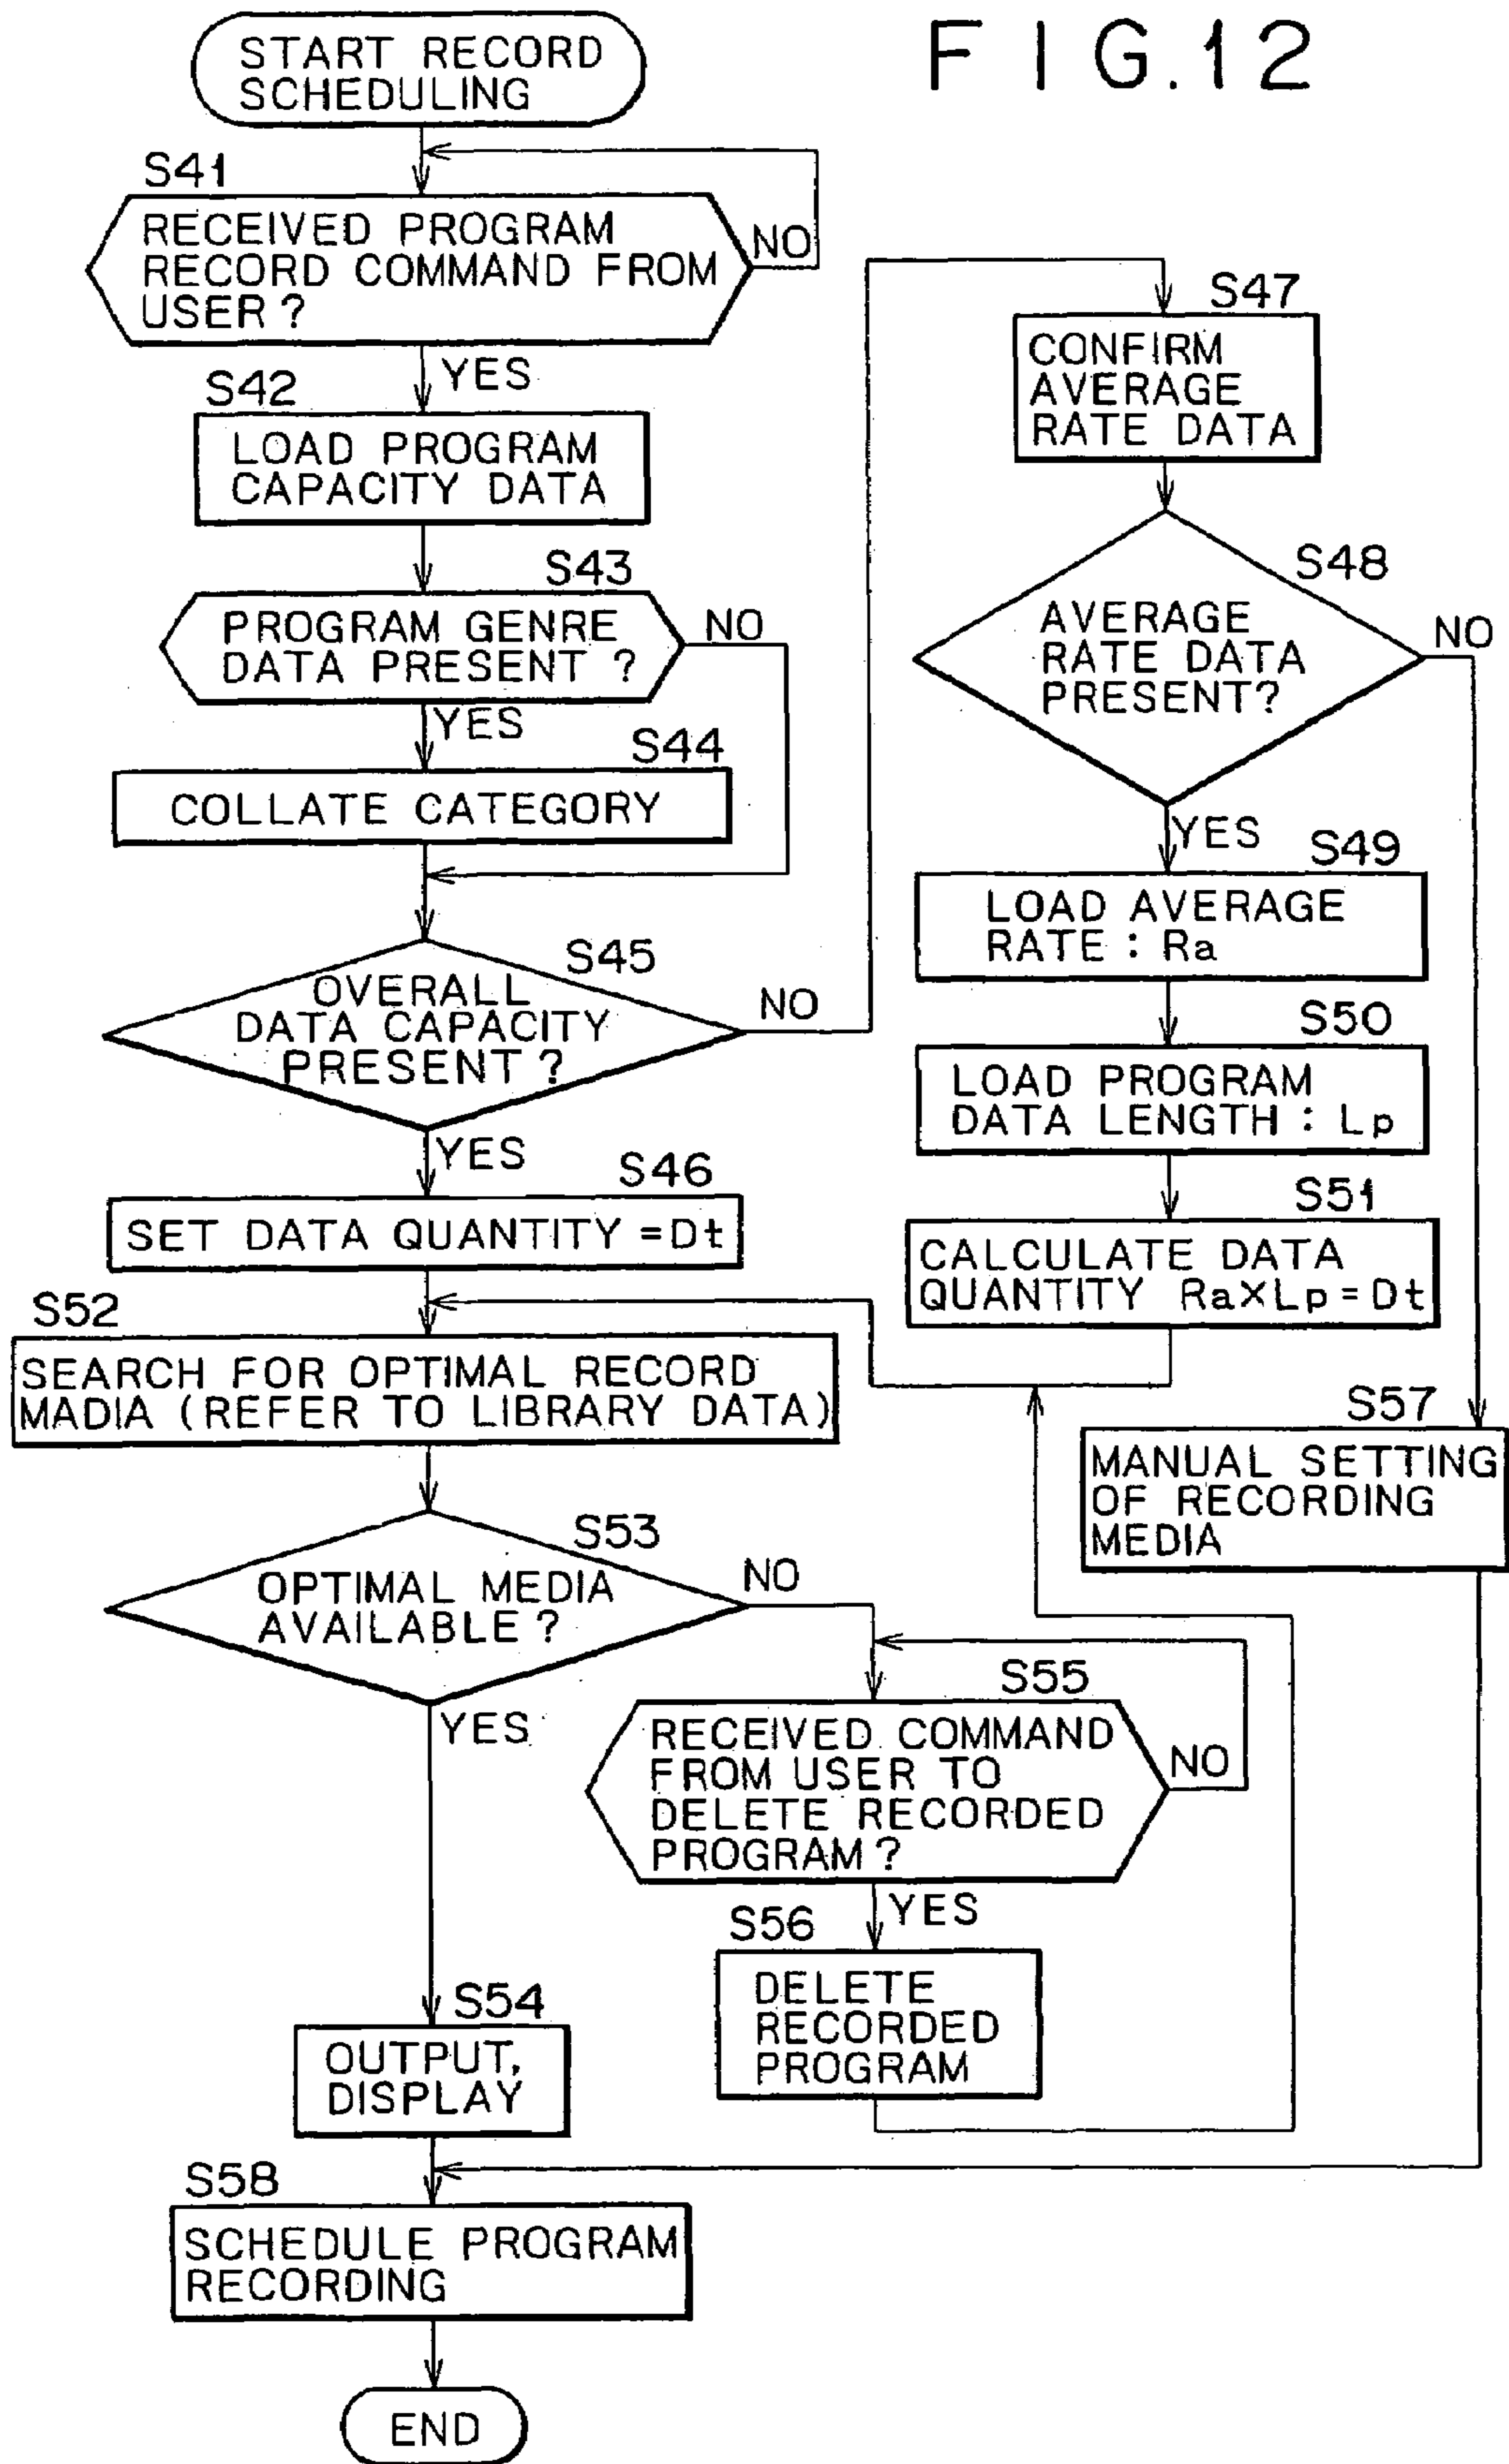 FIG.12
START RECORD
SCHEDULING
S41
RECEIVED PROGRAM
RECORD COMMAND FROM
USER?
NO
YES
S42
LOAD PROGRAM
CAPACITY DATA
S43
PROGRAM GENRE
DATA PRESENT ?
NO
YES
S44
COLLATE CATEGORY
S45
OVERALL
DATA CAPACITY
PRESENT?
NO
YES
S46
SET DATA QUANTITY =Dt
S47
CONFIRM
AVERAGE
RATE DATA
S48
AVERAGE
RATE DATA
PRESENT?
NO
YES
S49
LOAD AVERAGE
RATE : Ra
S50
LOAD PROGRAM
DATA LENGTH : Lp
S51
CALCULATE DATA
QUANTITY Ra×Lp=Dt
S52
SEARCH FOR OPTIMAL RECORD
MADIA (REFER TO LIBRARY DATA)
S53
OPTIMAL MEDIA
AVAILABLE?
NO
YES
S57
MANUAL SETTING
OF RECORDING
MEDIA
S55
RECEIVED COMMAND
FROM USER TO
DELETE RECORDED
PROGRAM?
NO
YES
S56
DELETE
RECORDED
PROGRAM
S54
OUTPUT,
DISPLAY
S58
SCHEDULE PROGRAM
RECORDING
END